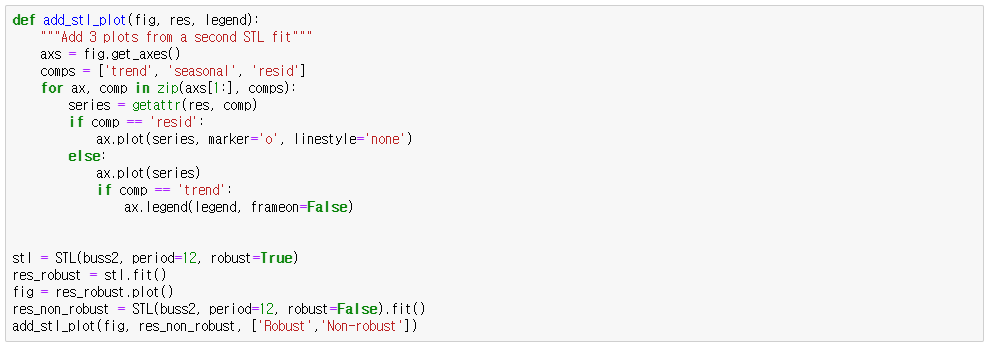 def add_stl_plot(fig, res, legend):
    """Add 3 plots from a second STL fit"""
    axs = fig.get_axes()
    comps = ['trend', 'seasonal', 'resid']
    for ax, comp in zip(axs[1:], comps):
        series = getattr(res, comp)
        if comp == 'resid':
            ax.plot(series, marker='o', linestyle='none')
        else:
            ax.plot(series)
            if comp == 'trend':
                ax.legend(legend, frameon=False)
stl = STL(buss2, period=12, robust=True)
res_robust = stl.fit()
fig = res_robust.plot()
res_non_robust = STL(buss2, period=12, robust=False).fit()
add_stl_plot(fig, res_non_robust, ['Robust','Non-robust'])